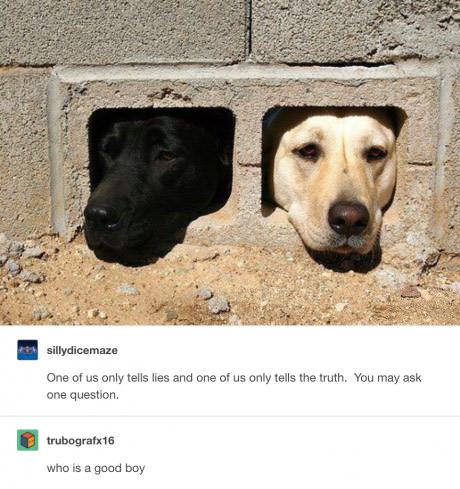 sillydicemaze
One of us only tells lies and one of us only tells the truth.  You may ask
one question.
trubografx16
who is a good boy